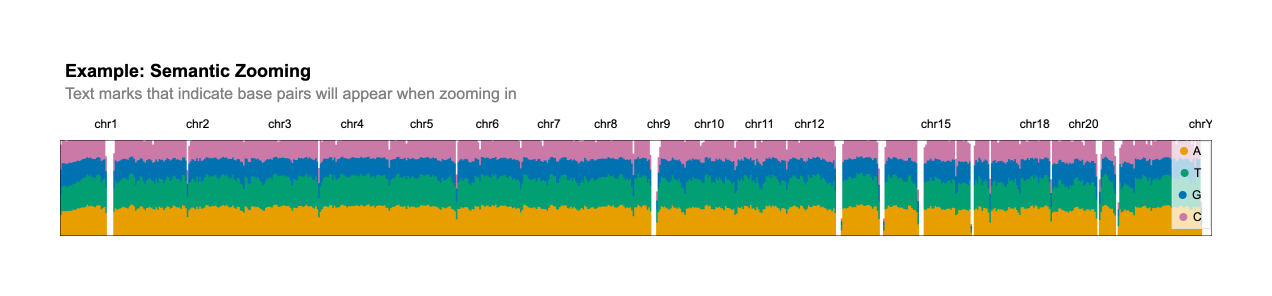 Example: Semantic Zooming
Text marks that indicate base pairs will appear when zooming in
chr1 chr2 chr3 chr4 chr5 chr6 chr7 chr8 chr9 chr10 chr11 chr12 chr15 chr18 chr20 chrY
A
T
G
C